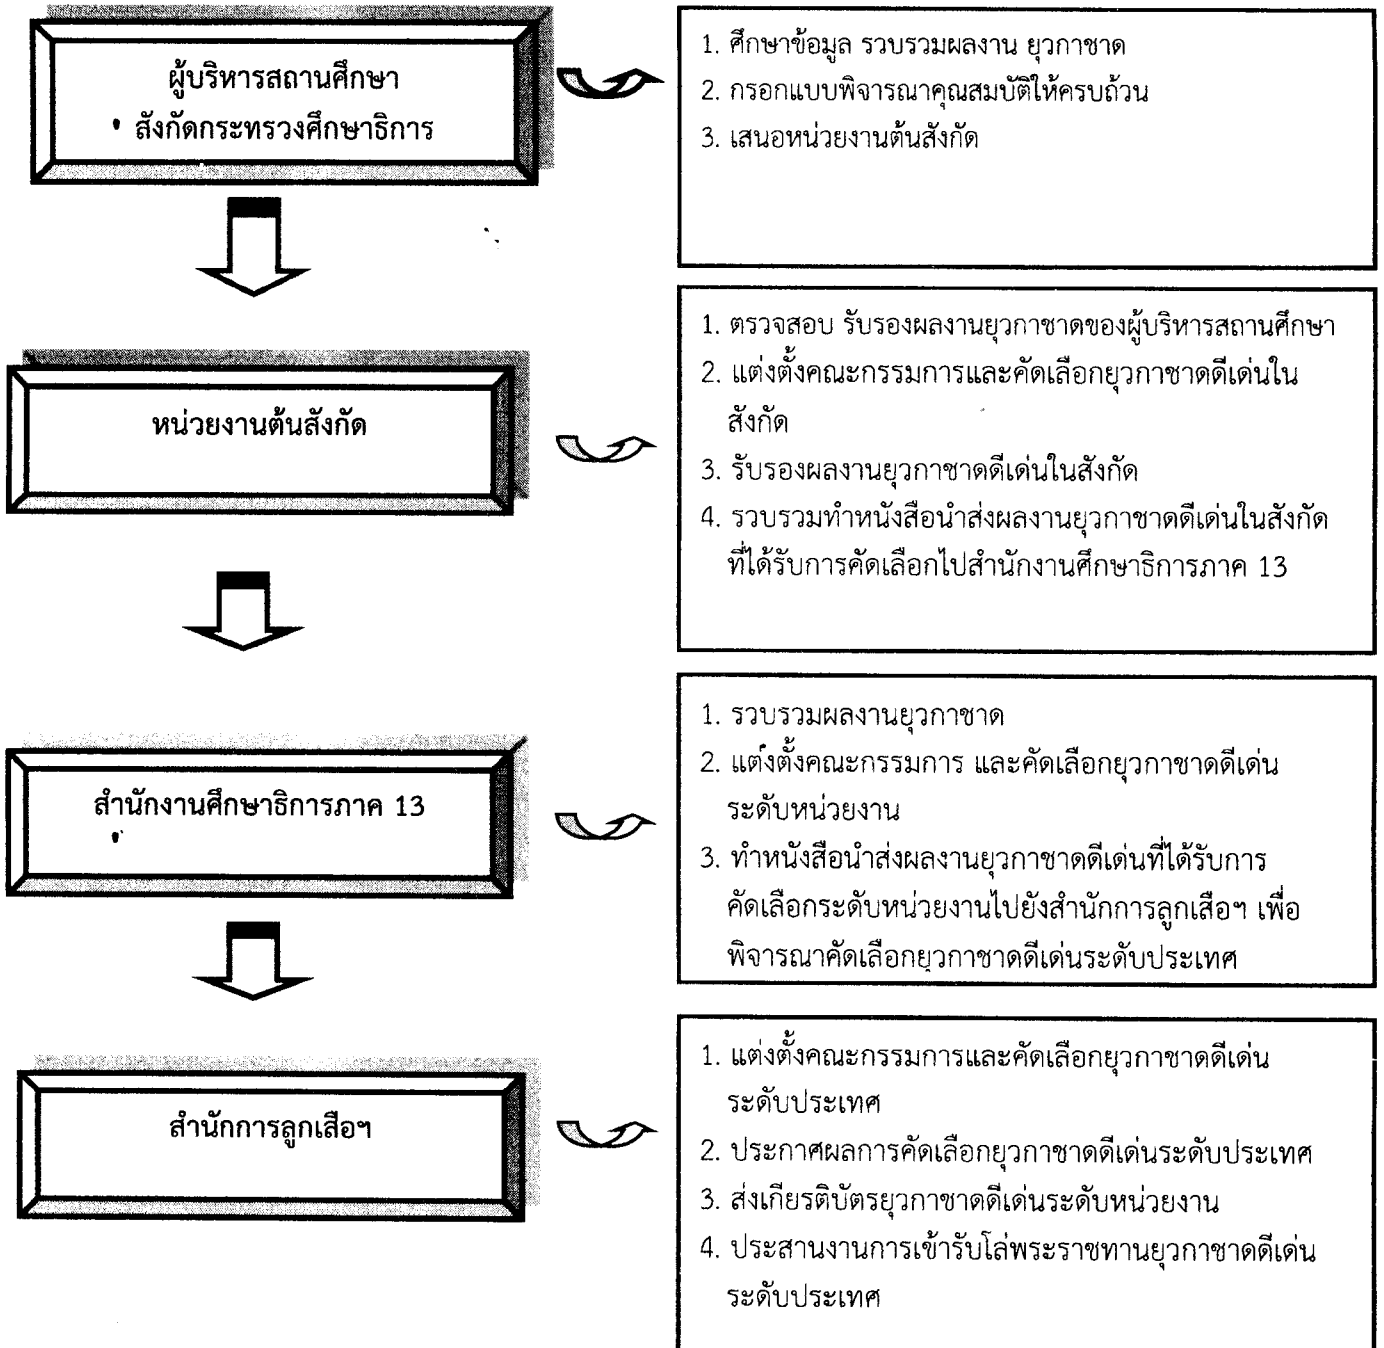 ผู้บริหารสถานศึกษา
• สังกัดกระทรวงศึกษาธิการ
1. ศึกษาข้อมูล รวบรวมผลงาน ยุวกาชาด
2. กรอกแบบพิจารณาคุณสมบัติให้ครบถ้วน
3. เสนอหน่วยงานต้นสังกัด
หน่วยงานต้นสังกัด
1. ตรวจสอบ รับรองผลงานยุวกาชาดของผู้บริหารสถานศึกษา
2. แต่งตั้งคณะกรรมการและคัดเลือกยุวกาชาดดีเด่นใน
สังกัด
3. รับรองผลงานยุวกาชาดดีเด่นในสังกัด
4. รวบรวมทำหนังสือนำส่งผลงานยุวกาชาดดีเด่นในสังกัด
ที่ได้รับการคัดเลือกไปสำนักงานศึกษาธิการภาค 13
สำนักงานศึกษาธิการภาค 13
1. รวบรวมผลงานยุวกาชาด
2. แต่งตั้งคณะกรรมการ และคัดเลือกยุวกาชาดดีเด่น
ระดับหน่วยงาน
3. ทำหนังสือนำส่งผลงานยุวกาชาดดีเด่นที่ได้รับการ
คัดเลือกระดับหน่วยงานไปยังสำนักการลูกเสือฯ เพื่อ
พิจารณาคัดเลือกยุวกาชาดดีเด่นระดับประเทศ
สำนักการลูกเสือฯ
1. แต่งตั้งคณะกรรมการและคัดเลือกยุวกาชาดดีเด่น
ระดับประเทศ
2. ประกาศผลการคัดเลือกยุวกาชาดดีเด่นระดับประเทศ
3. ส่งเกียรติบัตรยุวกาชาดดีเด่นระดับหน่วยงาน
4. ประสานงานการเข้ารับโล่พระราชทานยุวกาชาดดีเด่น
ระดับประเทศ